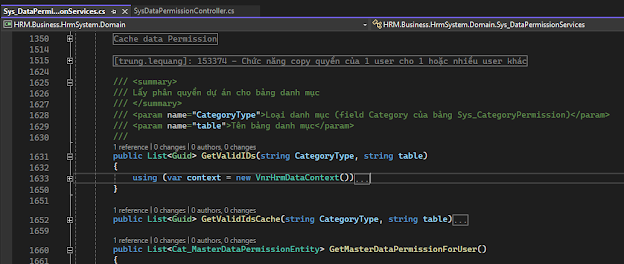 Sys_DataPermi...onServices.cs
SysDataPermissionController.cs
HRM.Business.HrmSystem.Domain
HRM.Business.HrmSystem.Domain.Sys_DataPermissionServices
1350 Cache data Permission
1514
1515 [trung.lequang]: 153374 - Chức năng copy quyền của 1 user cho 1 hoặc nhiều user khác
1624
1625 /// <summary>
1626 /// Lấy phân quyền dự án cho bảng danh mục
1627 /// </summary>
1628 /// <param name="CategoryType">Loại danh mục (field Category của bảng Sys_CategoryPermission)</param>
1629 /// <param name="table">Tên bảng danh mục</param>
1630 ///
1 reference | 0 changes | 0 authors, 0 changes
1631 public List<Guid> GetValidIDs(string CategoryType, string table)
1632 {
1633 using (var context = new VnrHrmDataContext())...
1650 }
1651
1 reference | 0 changes | 0 authors, 0 changes
1652 public List<Guid> GetValidIdsCache(string CategoryType, string table)...
1659
1 reference | 0 changes | 0 authors, 0 changes
1660 public List<Cat_MasterDataPermissionEntity> GetMasterDataPermissionForUser()
1661 {